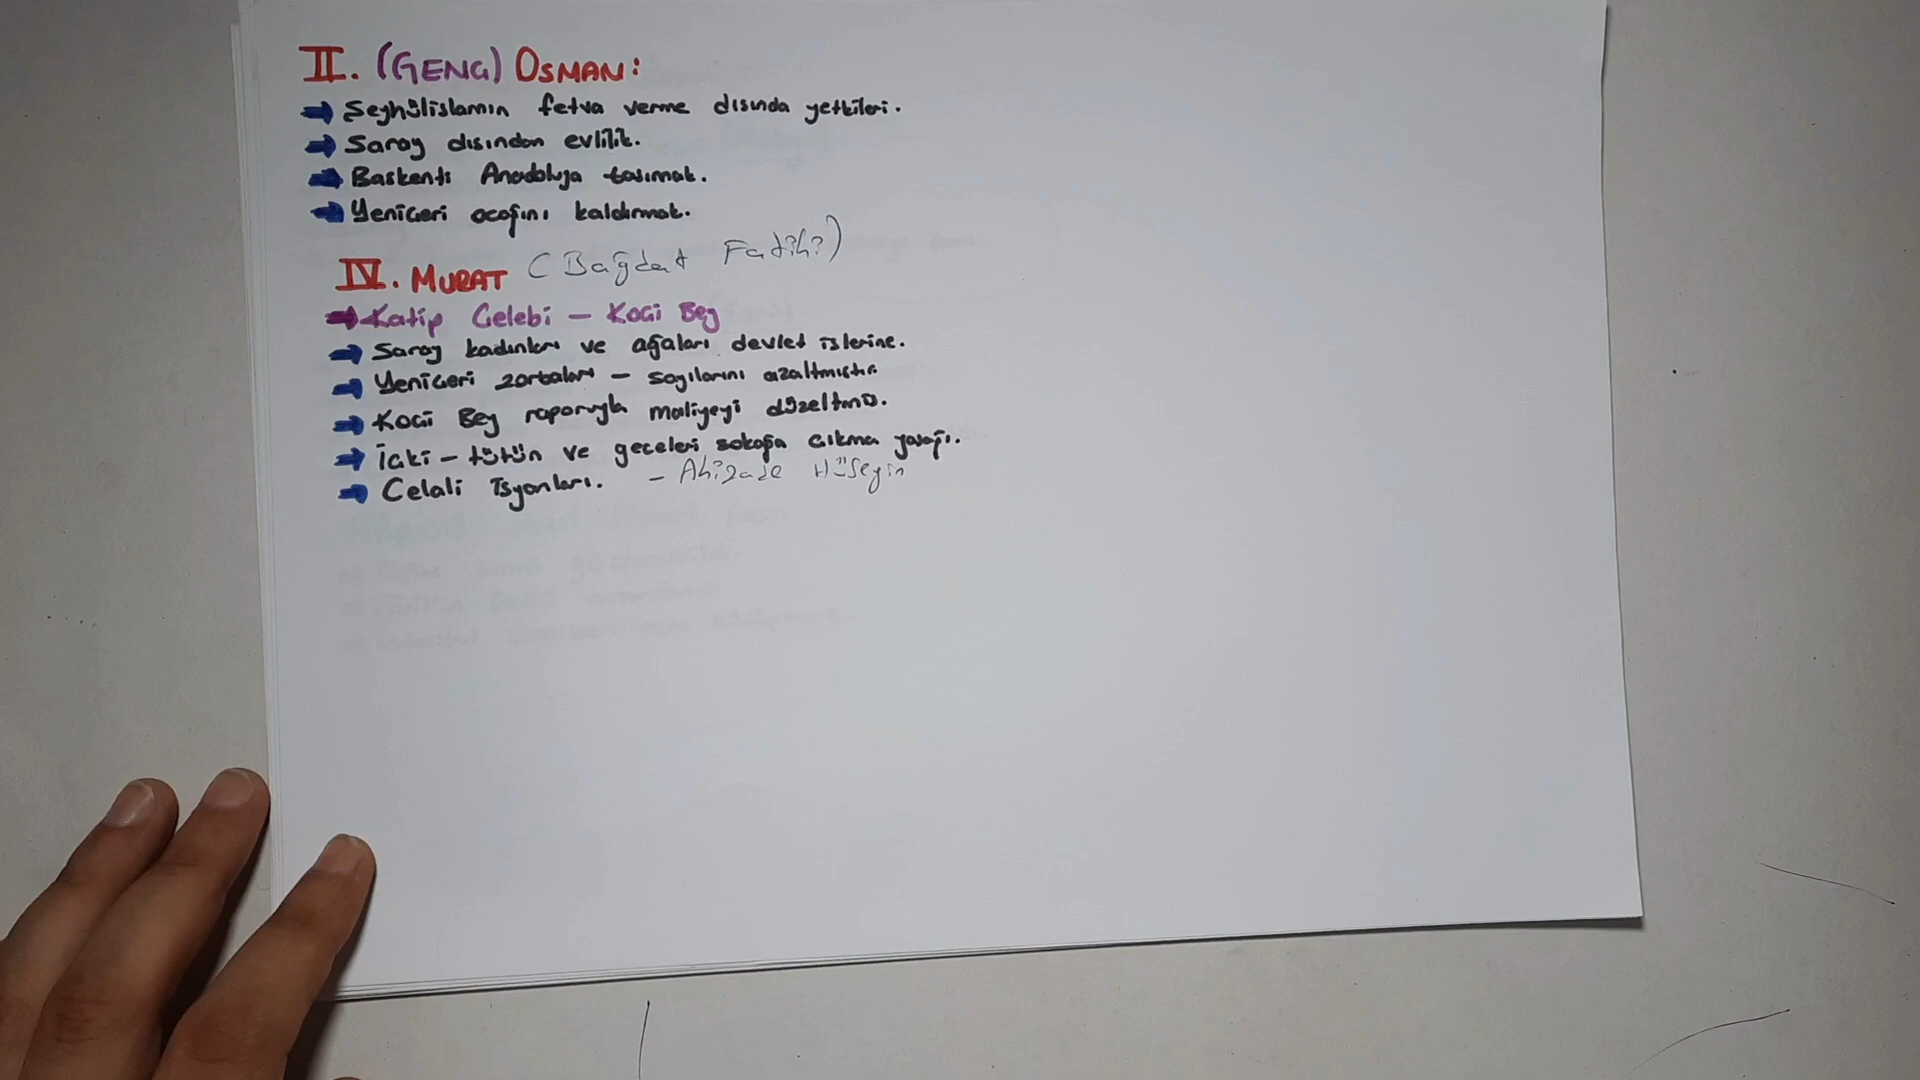 II. (GENÇ) OSMAN:
Şeyhülislamın fetva verme dışında yetkileri.
Saray dışından evlilik.
Başkenti Anadoluya taşımak.
Yeniçeri ocağını kaldırmak.
IV. MURAT (Bağdat Fatihi)
Katip Çelebi – Koçi Bey
Saray kadınları ve ağaları devlet işlerine.
Yeniçeri zorbaları – sayılarını azaltmıştır.
Koçi Bey raporuyla maliyeyi düzeltmiş.
İçki – tütün ve geceleri sokağa çıkma yasağı.
Celali İsyanları. – Ahizade Hüseyin